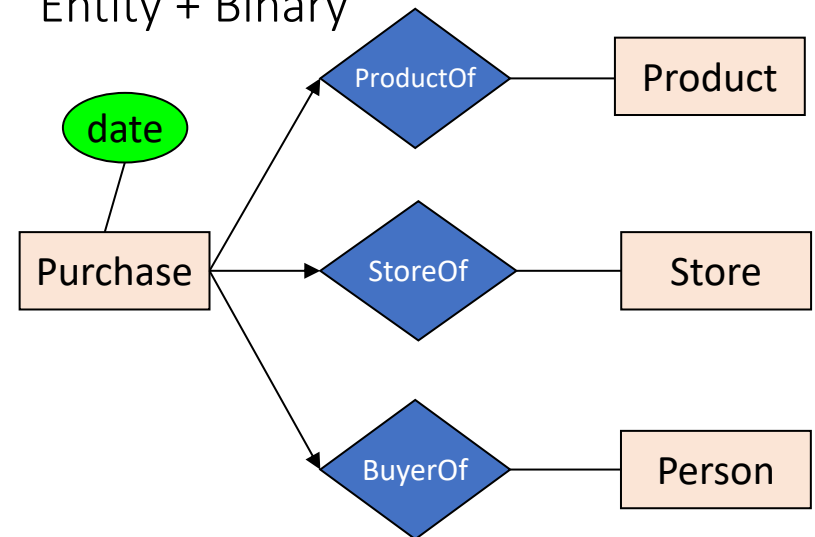 Entity + Binary
ProductOf
Product
date
Purchase
StoreOf
Store
BuyerOf
Person